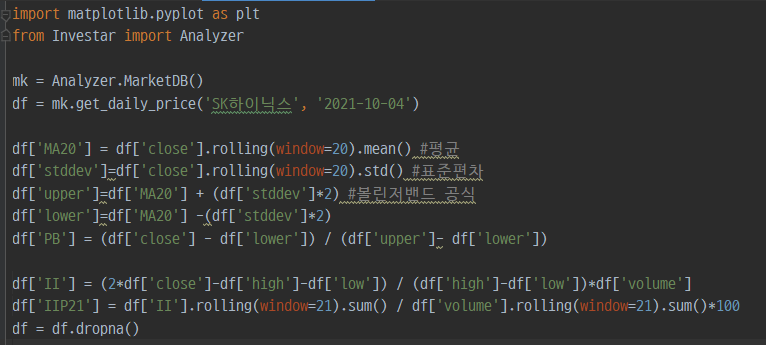 import matplotlib.pyplot as plt
from Investar import Analyzer
mk = Analyzer.MarketDB()
df = mk.get_daily_price('SK하이닉스', '2021-10-04')
df['MA20'] = df['close'].rolling(window=20).mean() #평균
df['stddev']=df['close'].rolling(window=20).std() #표준편차
df['upper']=df['MA20'] + (df['stddev']*2) #볼린저밴드 공식
df['lower']=df['MA20'] -(df['stddev']*2)
df['PB'] = (df['close'] - df['lower']) / (df['upper']- df['lower'])
df['II'] = (2*df['close']-df['high']-df['low']) / (df['high']-df['low'])*df['volume']
df['IIP21'] = df['II'].rolling(window=21).sum() / df['volume'].rolling(window=21).sum()*100
df = df.dropna()